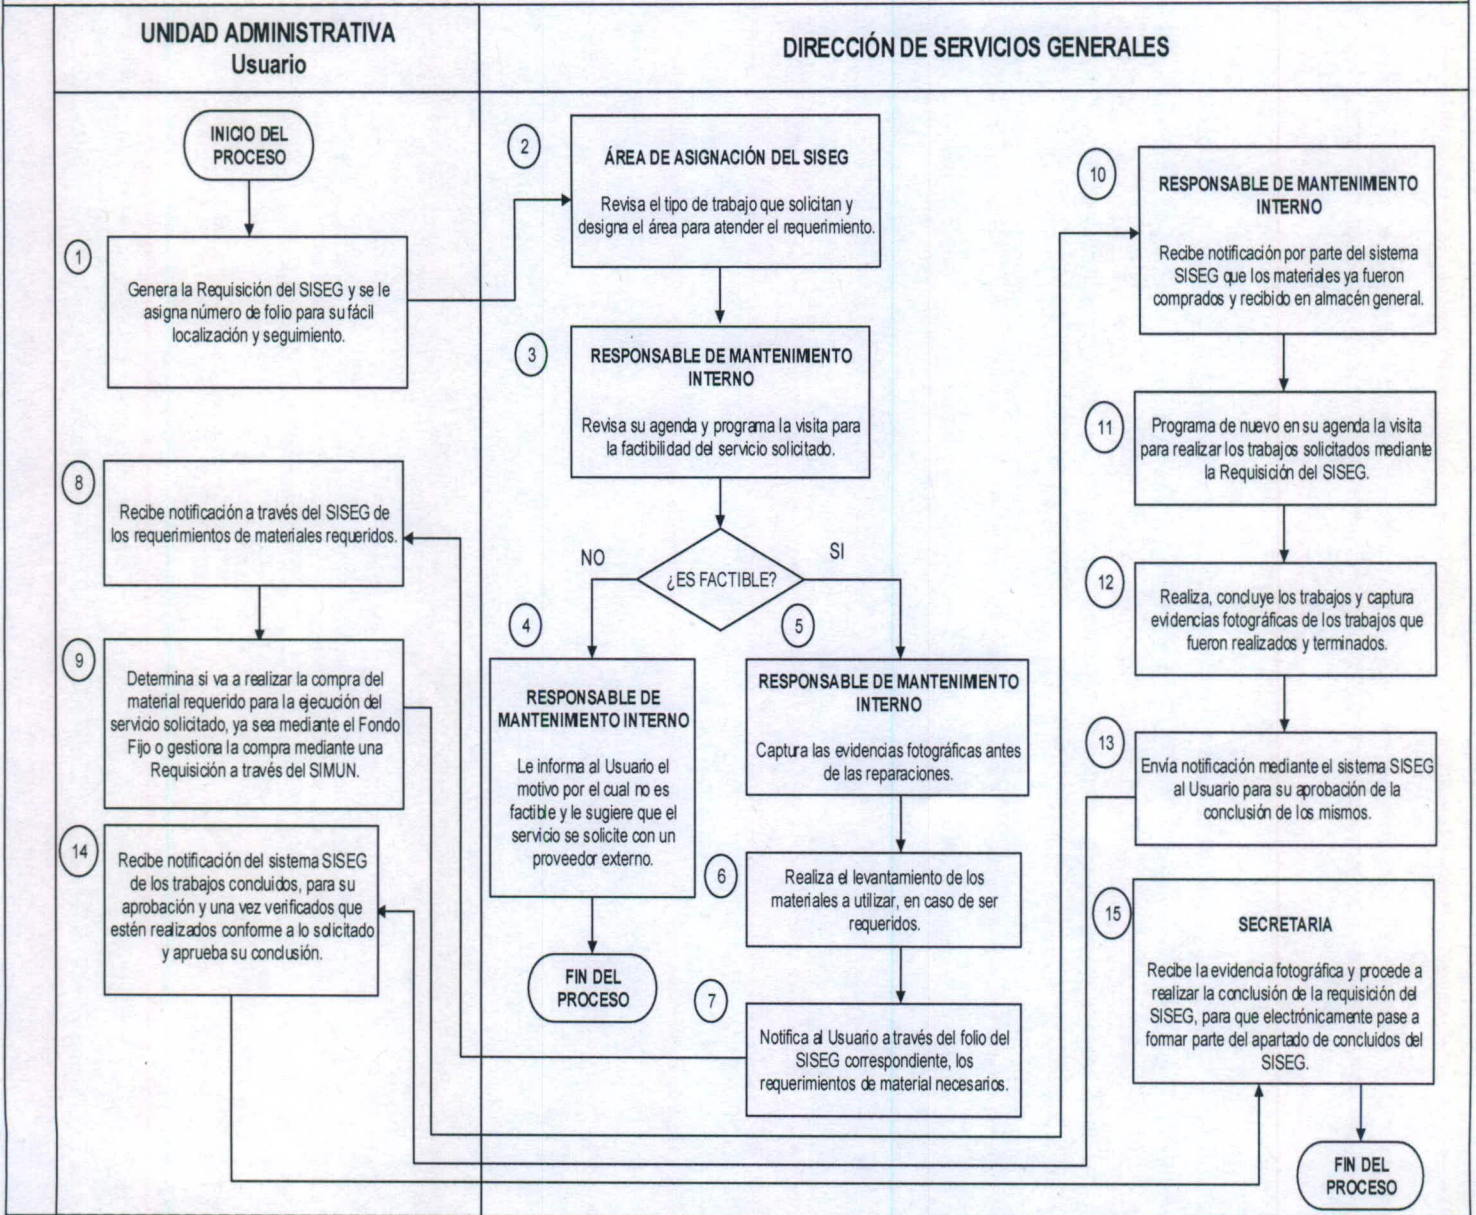 UNIDAD ADMINISTRATIVA
Usuario
DIRECCIÓN DE SERVICIOS GENERALES
INICIO DEL
PROCESO
1
Genera la Requisición del SISEG y se le
asigna número de folio para su fácil
localización y seguimiento.
2
ÁREA DE ASIGNACIÓN DEL SISEG
Revisa el tipo de trabajo que solicitan y
designa el área para atender el requerimiento.
3
RESPONSABLE DE MANTENIMIENTO
INTERNO
Revisa su agenda y programa la visita para
la factibilidad del servicio solicitado.
¿ES FACTIBLE?
NO
SI
4
RESPONSABLE DE
MANTENIMIENTO INTERNO
Le informa al Usuario el
motivo por el cual no es
factible y le sugiere que el
servicio se solicite con un
proveedor externo.
FIN DEL
PROCESO
5
RESPONSABLE DE MANTENIMIENTO
INTERNO
Captura las evidencias fotográficas antes
de las reparaciones.
6
Realiza el levantamiento de los
materiales a utilizar, en caso de ser
requeridos.
7
Notifica al Usuario a través del folio del
SISEG correspondiente, los
requerimientos de material necesarios.
8
Recibe notificación a través del SISEG de
los requerimientos de materiales requeridos.
9
Determina si va a realizar la compra del
material requerido para la ejecución del
servicio solicitado, ya sea mediante el Fondo
Fijo o gestiona la compra mediante una
Requisición a través del SIMUN.
10
RESPONSABLE DE MANTENIMIENTO
INTERNO
Recibe notificación por parte del sistema
SISEG que los materiales ya fueron
comprados y recibido en almacén general.
11
Programa de nuevo en su agenda la visita
para realizar los trabajos solicitados mediante
la Requisición del SISEG.
12
Realiza, concluye los trabajos y captura
evidencias fotográficas de los trabajos que
fueron realizados y terminados.
13
Envía notificación mediante el sistema SISEG
al Usuario para su aprobación de la
conclusión de los mismos.
14
Recibe notificación del sistema SISEG
de los trabajos concluidos, para su
aprobación y una vez verificados que
estén realizados conforme a lo solicitado
y aprueba su conclusión.
15
SECRETARIA
Recibe la evidencia fotográfica y procede a
realizar la conclusión de la requisición del
SISEG, para que electrónicamente pase a
formar parte del apartado de concluidos del
SISEG.
FIN DEL
PROCESO